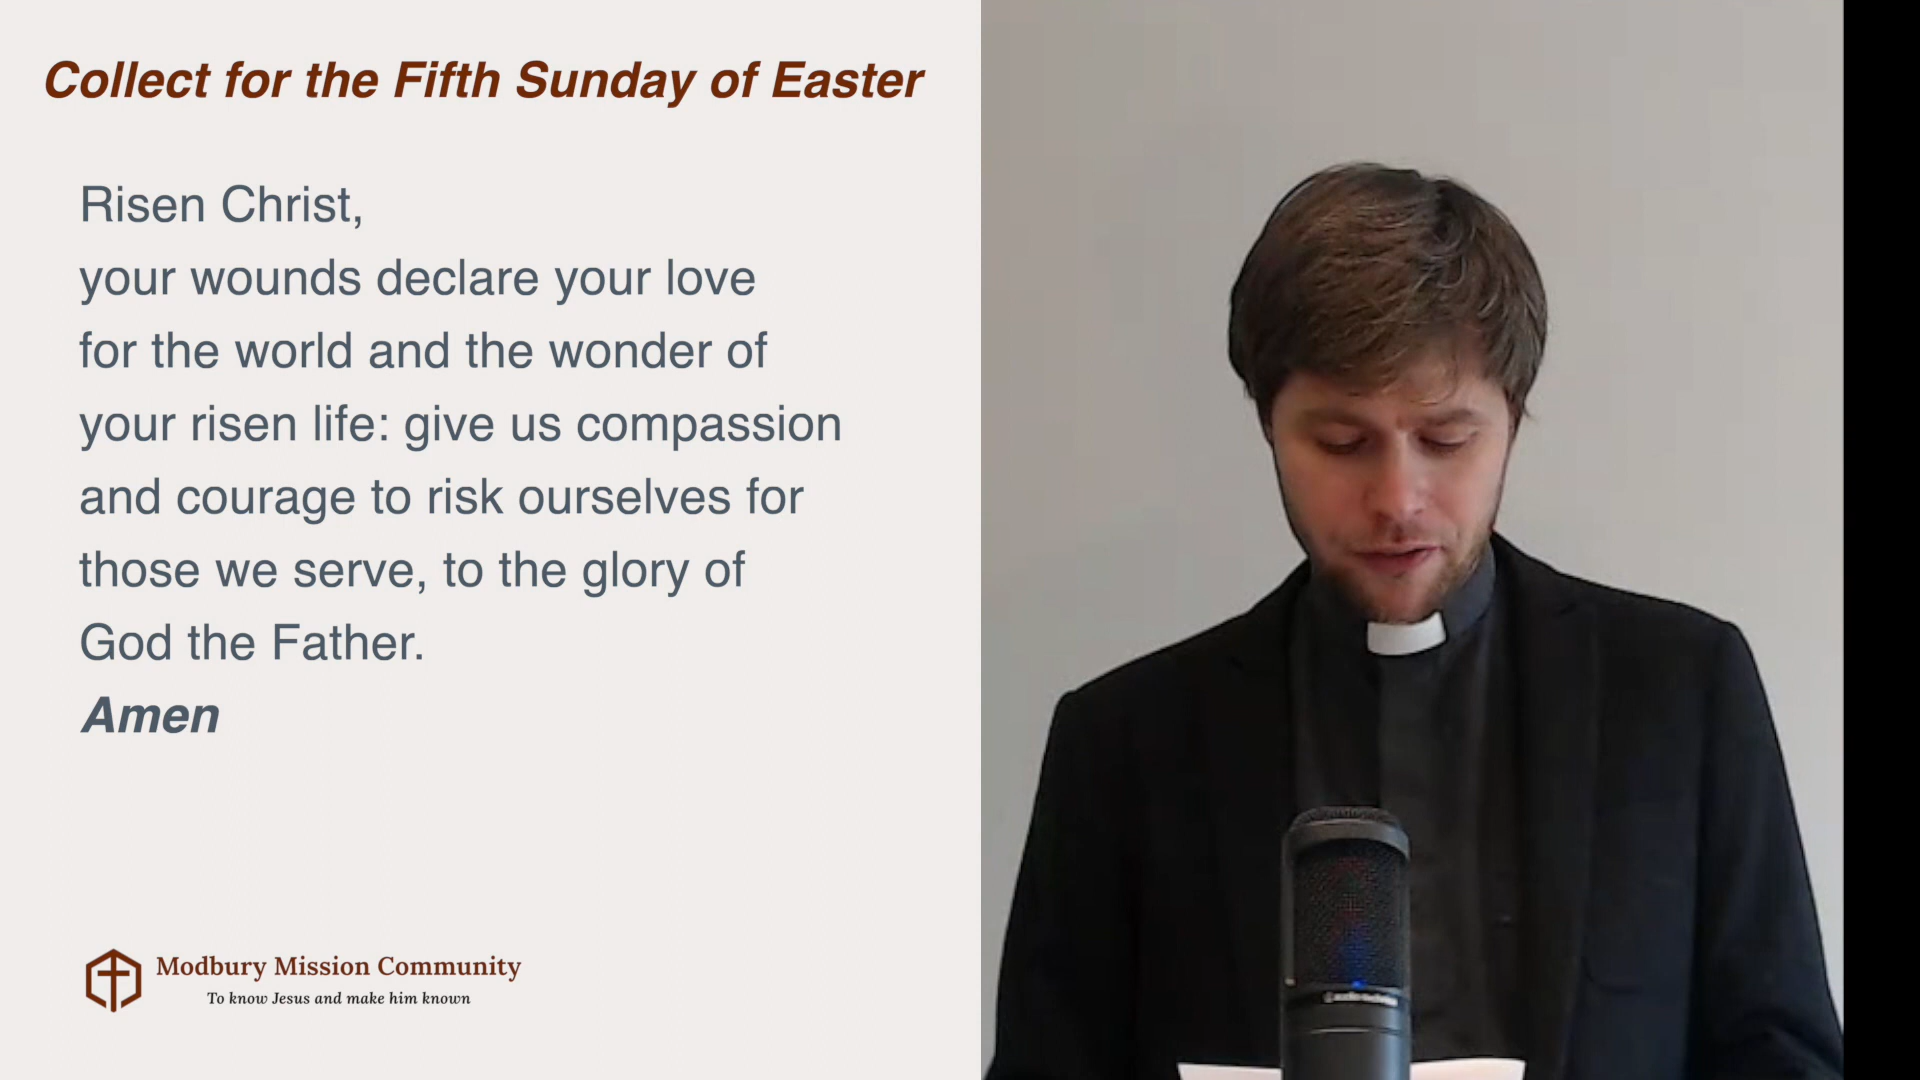 Collect for the Fifth Sunday of Easter
Risen Christ,
your wounds declare your love
for the world and the wonder of
your risen life: give us compassion
and courage to risk ourselves for
those we serve, to the glory of
God the Father.
Amen
Modbury Mission Community
To know Jesus and make him known
audio-technica